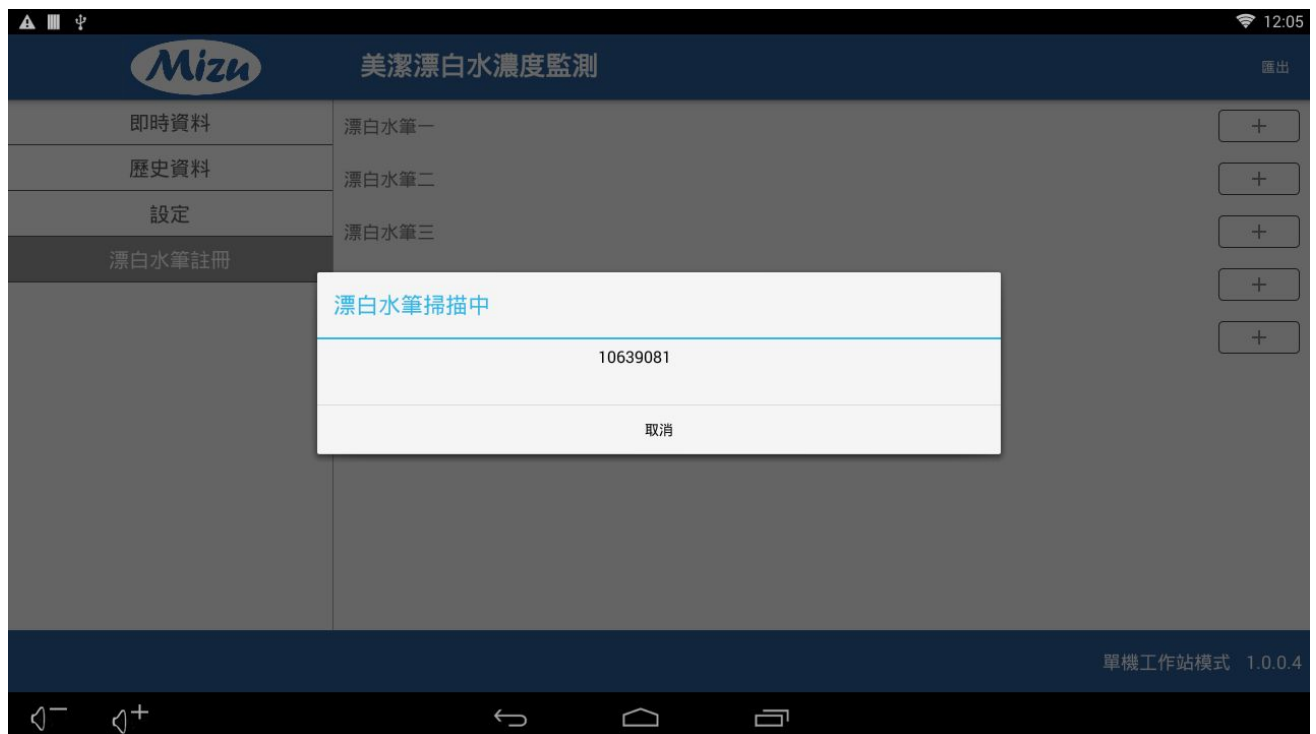 12:05
Mizu
美潔漂白水濃度監測
匯出
即時資料
歷史資料
設定
漂白水筆註冊
漂白水筆一
+
漂白水筆二
+
漂白水筆三
+
+
+
漂白水筆掃描中
10639081
取消
單機工作站模式 1.0.0.4